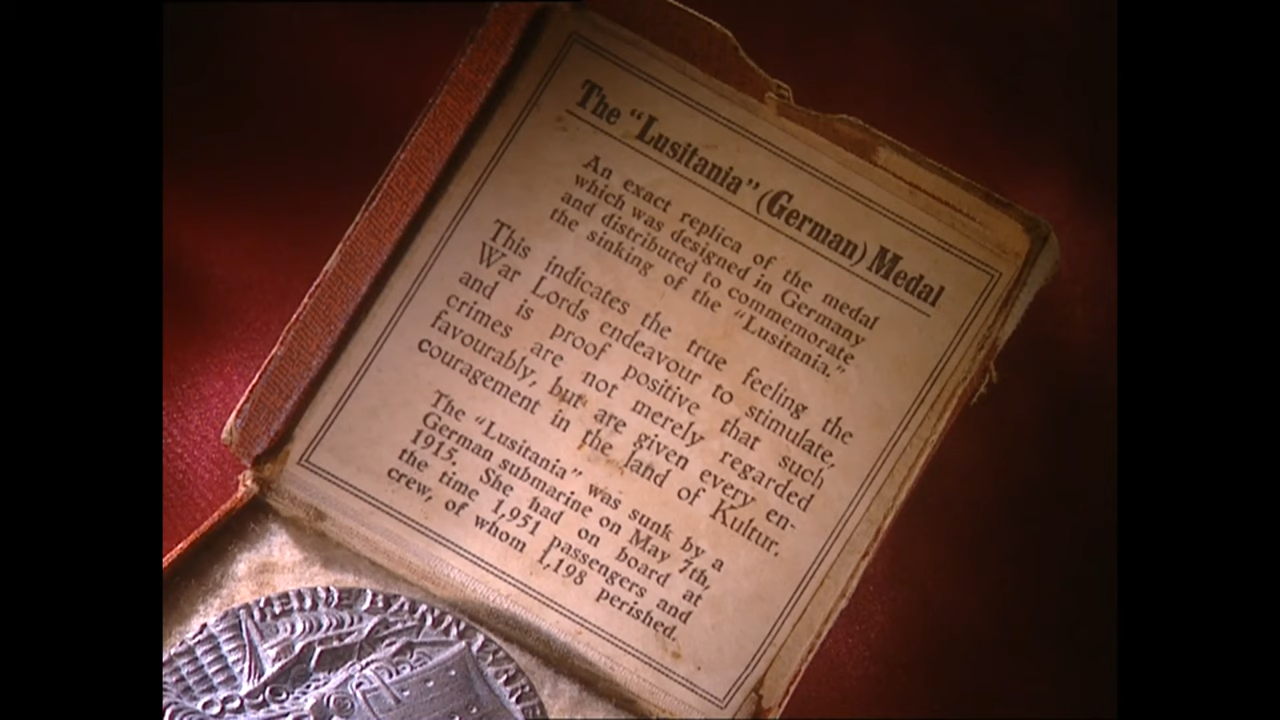 The "Lusitania" (German) Medal
An exact replica of the medal
which was designed in Germany
and distributed to commemorate
the sinking of the "Lusitania."
This indicates the true feeling the
War Lords endeavour to stimulate,
and is proof positive that such
crimes are not merely regarded
favourably, but are given every en-
couragement in the land of Kultur.
The "Lusitania" was sunk by a
German submarine on May 7th,
1915. She had on board at
the time 1,951 passengers and
crew, of whom 1,198 perished.
KEINE BANNWARE